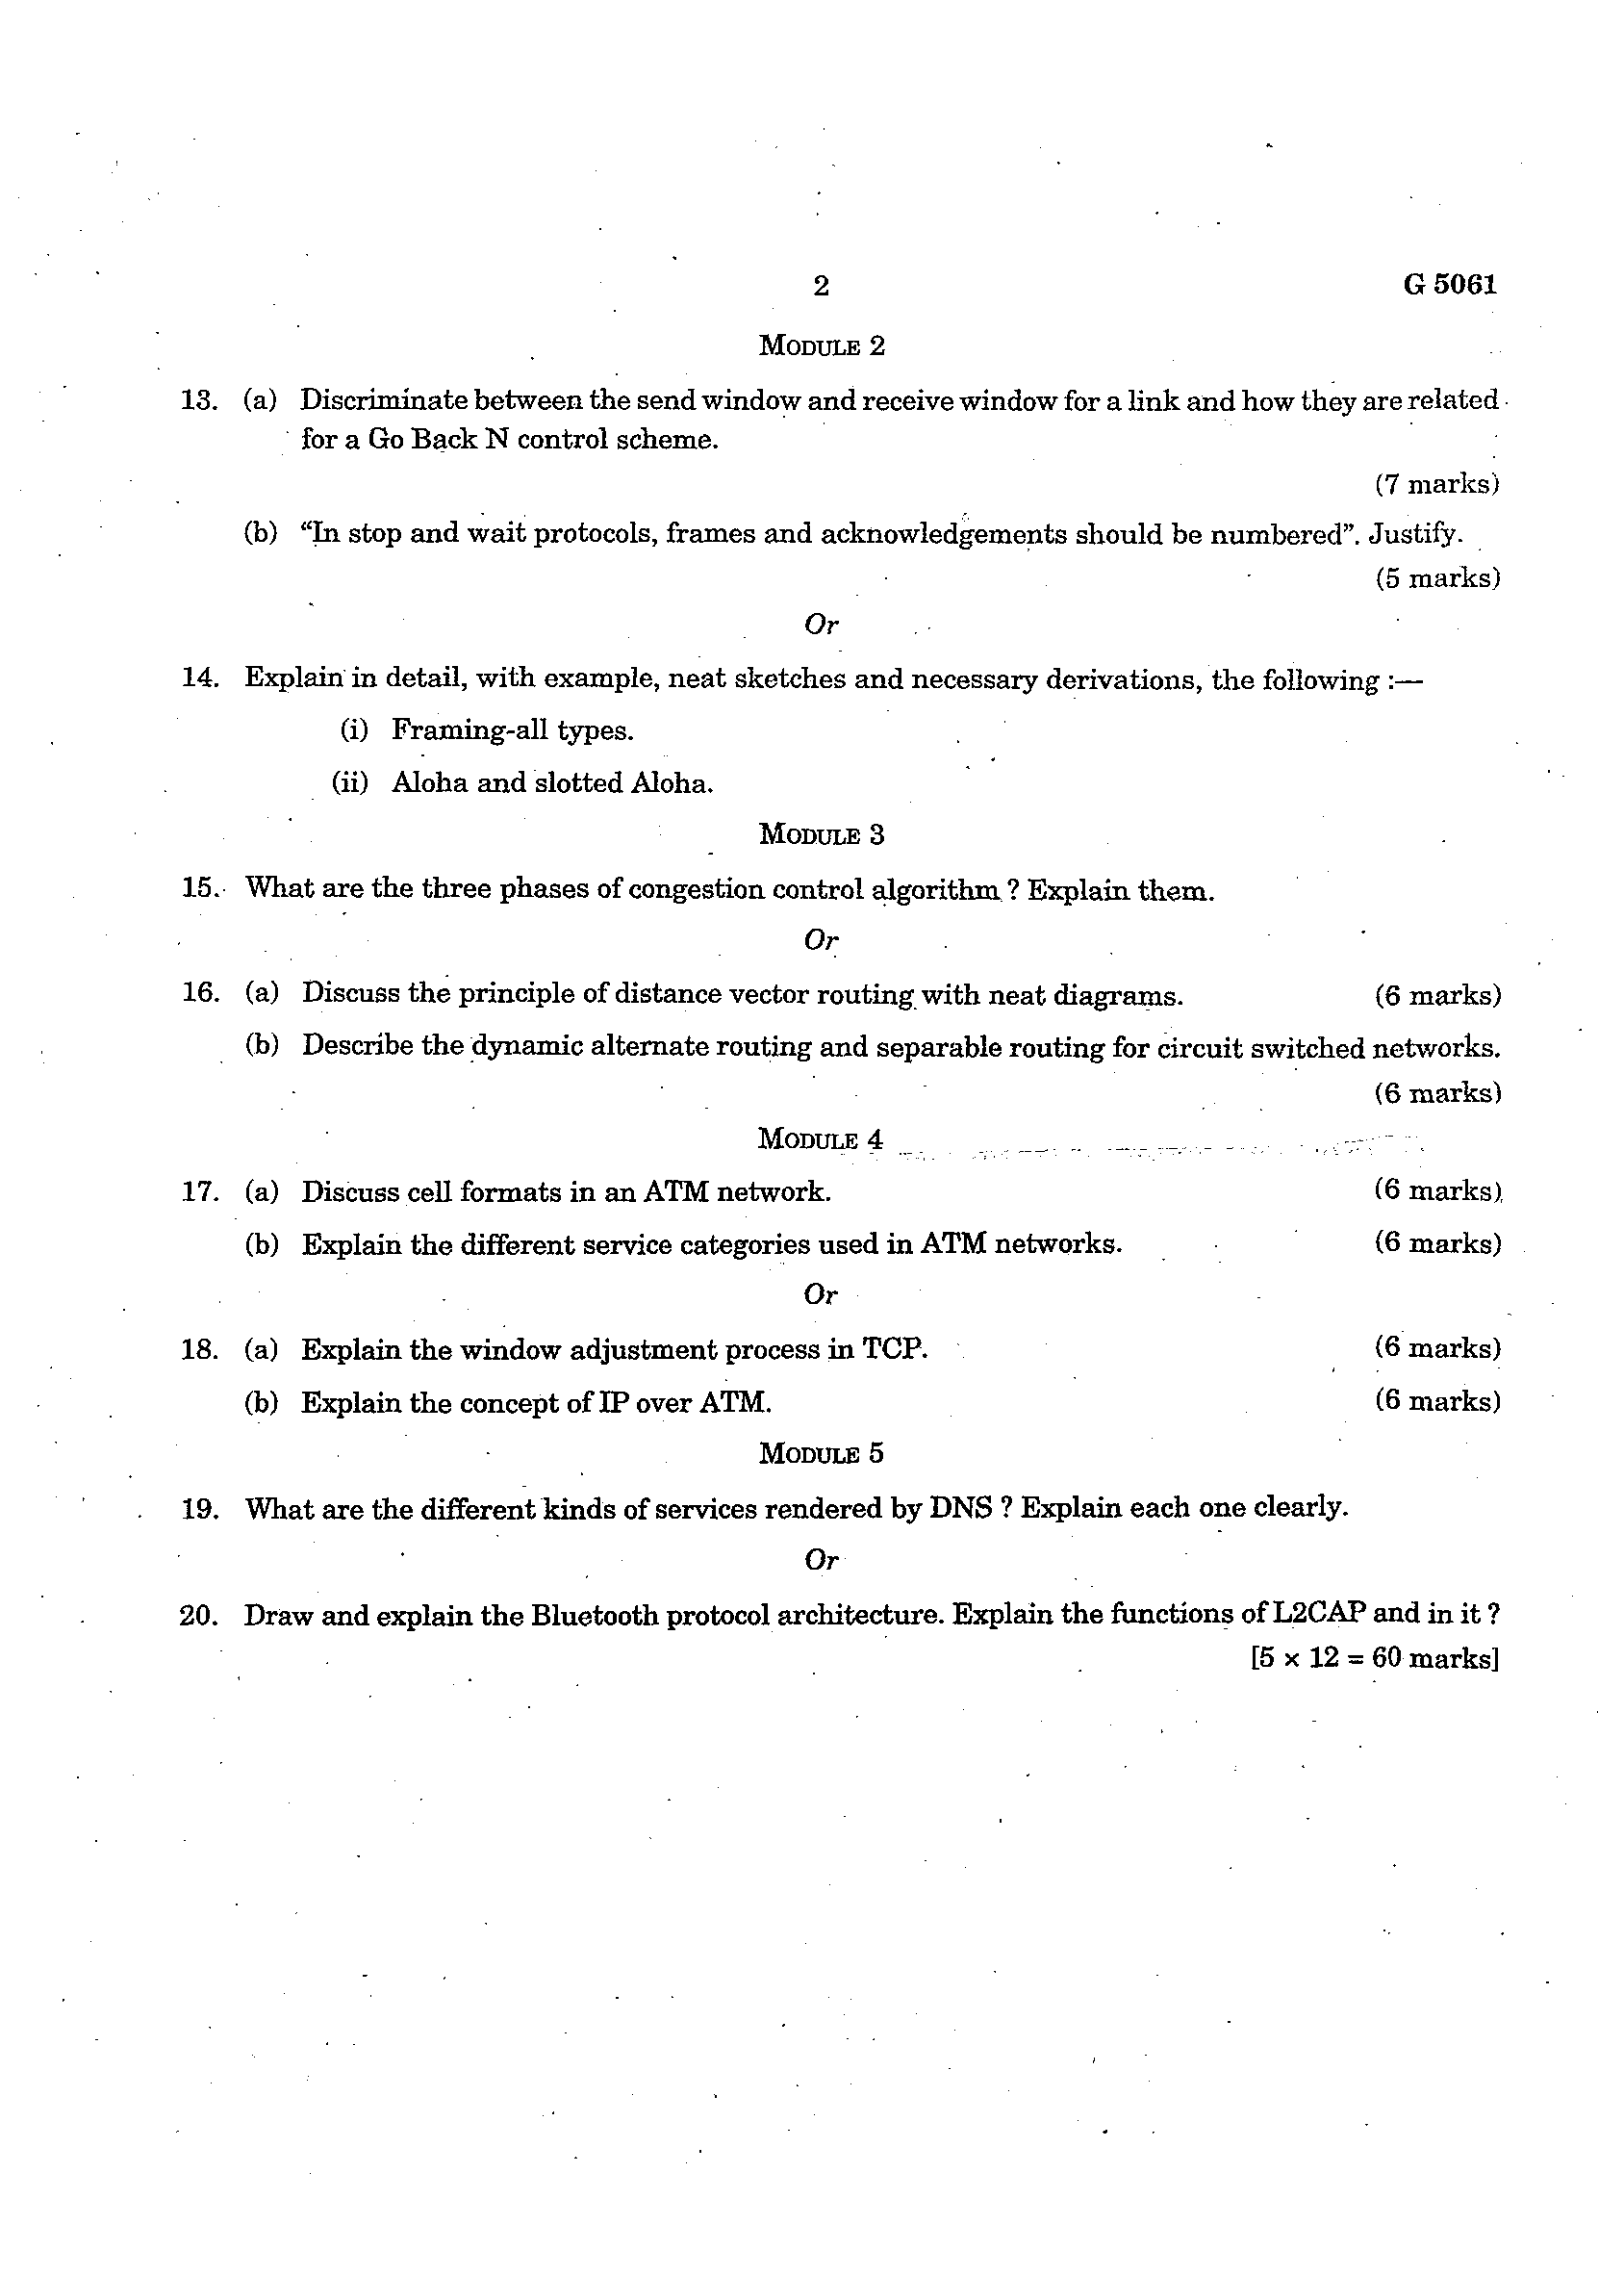 2
G 5061
MODULE 2
13. (a) Discriminate between the send window and receive window for a link and how they are related
for a Go Back N control scheme.
(7 marks)
(b) “In stop and wait protocols, frames and acknowledgements should be numbered”. Justify.
(5 marks)
Or
14. Explain in detail, with example, neat sketches and necessary derivations, the following :—
(i) Framing-all types.
(ii) Aloha and slotted Aloha.
MODULE 3
15. What are the three phases of congestion control algorithm ? Explain them.
Or
16. (a) Discuss the principle of distance vector routing with neat diagrams. (6 marks)
(b) Describe the dynamic alternate routing and separable routing for circuit switched networks.
(6 marks)
MODULE 4
17. (a) Discuss cell formats in an ATM network. (6 marks)
(b) Explain the different service categories used in ATM networks. (6 marks)
Or
18. (a) Explain the window adjustment process in TCP. (6 marks)
(b) Explain the concept of IP over ATM. (6 marks)
MODULE 5
19. What are the different kinds of services rendered by DNS ? Explain each one clearly.
Or
20. Draw and explain the Bluetooth protocol architecture. Explain the functions of L2CAP and in it ?
[5 × 12 = 60 marks]